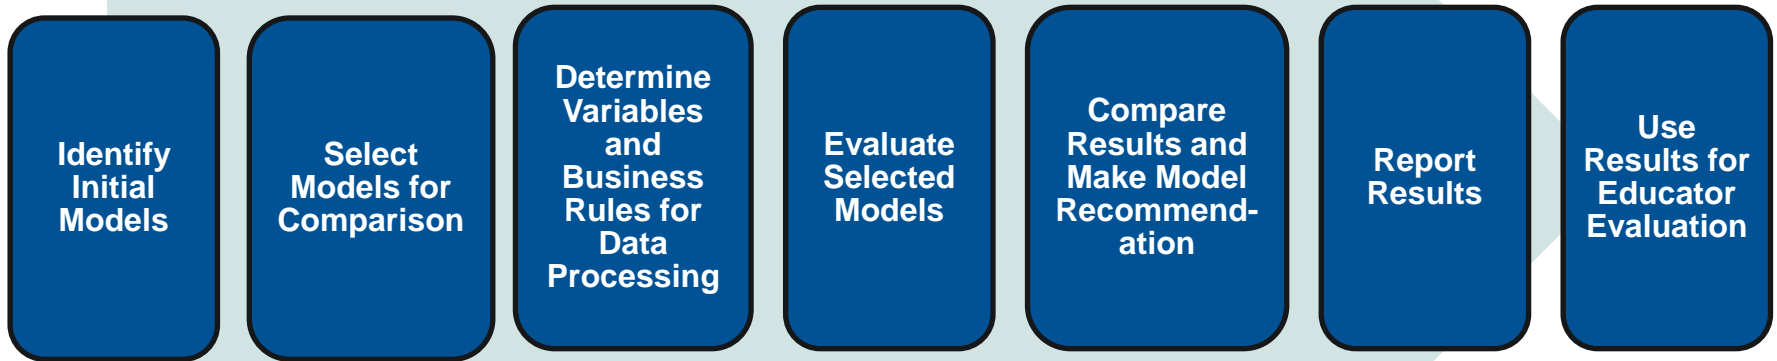 Identify
Initial
Models
Select
Models for
Comparison
Determine
Variables
and
Business
Rules for
Data
Processing
Evaluate
Selected
Models
Compare
Results and
Make Model
Recommend-
ation
Report
Results
Use
Results for
Educator
Evaluation